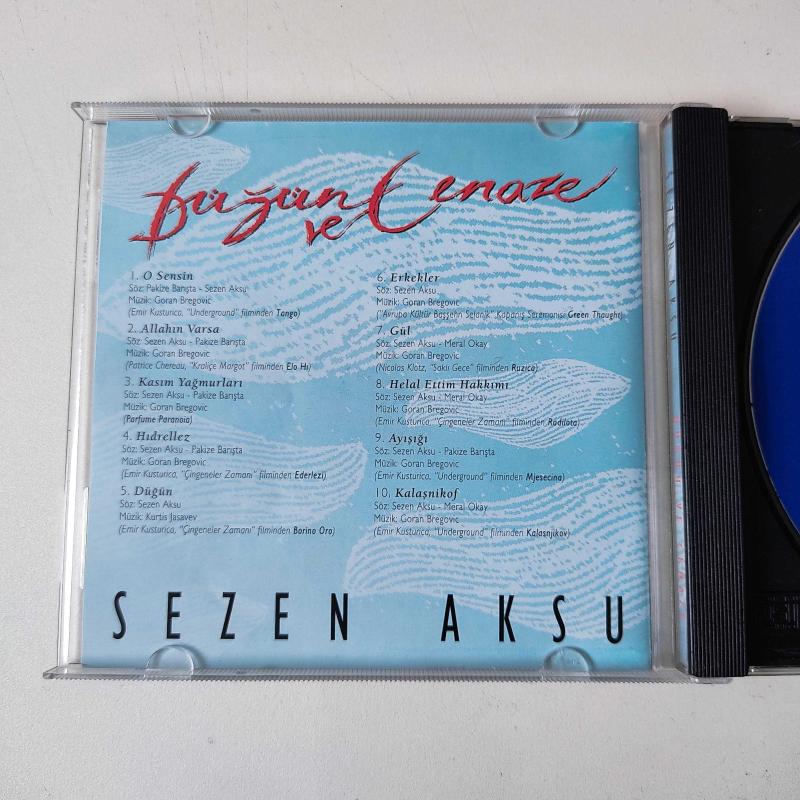 Düğün ve Cenaze
1. O Sensin
Söz: Pakize Barışta - Sezen Aksu
Müzik: Goran Bregovic
(Emir Kusturica, "Underground" filminden Tango)
2. Allahın Varsa
Söz: Sezen Aksu - Pakize Barışta
Müzik: Goran Bregovic
(Patrice Chereau, "Kraliçe Margot" filminden Elo Hi)
3. Kasım Yağmurları
Söz: Sezen Aksu - Pakize Barışta
Müzik: Goran Bregovic
(Parfume Paranoia)
4. Hıdrellez
Söz: Sezen Aksu - Pakize Barışta
Müzik: Goran Bregovic
(Emir Kusturica, "Çingeneler Zamanı" filminden Ederlezi)
5. Düğün
Söz: Sezen Aksu
Müzik: Kurtis Jasavev
(Emir Kusturica, "Çingeneler Zamanı" filminden Borino Oro)
6. Erkekler
Söz: Sezen Aksu
Müzik: Goran Bregovic
("Avrupa Kültür Başşehri Selanik" Kapanış Seremonisi Green Thought)
7. Gül
Söz: Sezen Aksu - Meral Okay
Müzik: Goran Bregovic
(Nicolas Klotz, "Saklı Gece" filminden Ruzica)
8. Helal Ettim Hakkımı
Söz: Sezen Aksu - Meral Okay
Müzik: Goran Bregovic
(Emir Kusturica, "Çingeneler Zamanı" filminden Rodilota)
9. Ayışığı
Söz: Sezen Aksu - Pakize Barışta
Müzik: Goran Bregovic
(Emir Kusturica, "Underground" filminden Mjesecina)
10. Kalaşnikof
Söz: Sezen Aksu - Meral Okay
Müzik: Goran Bregovic
(Emir Kusturica, "Underground" filminden Kalasnjikov)
SEZEN AKSU